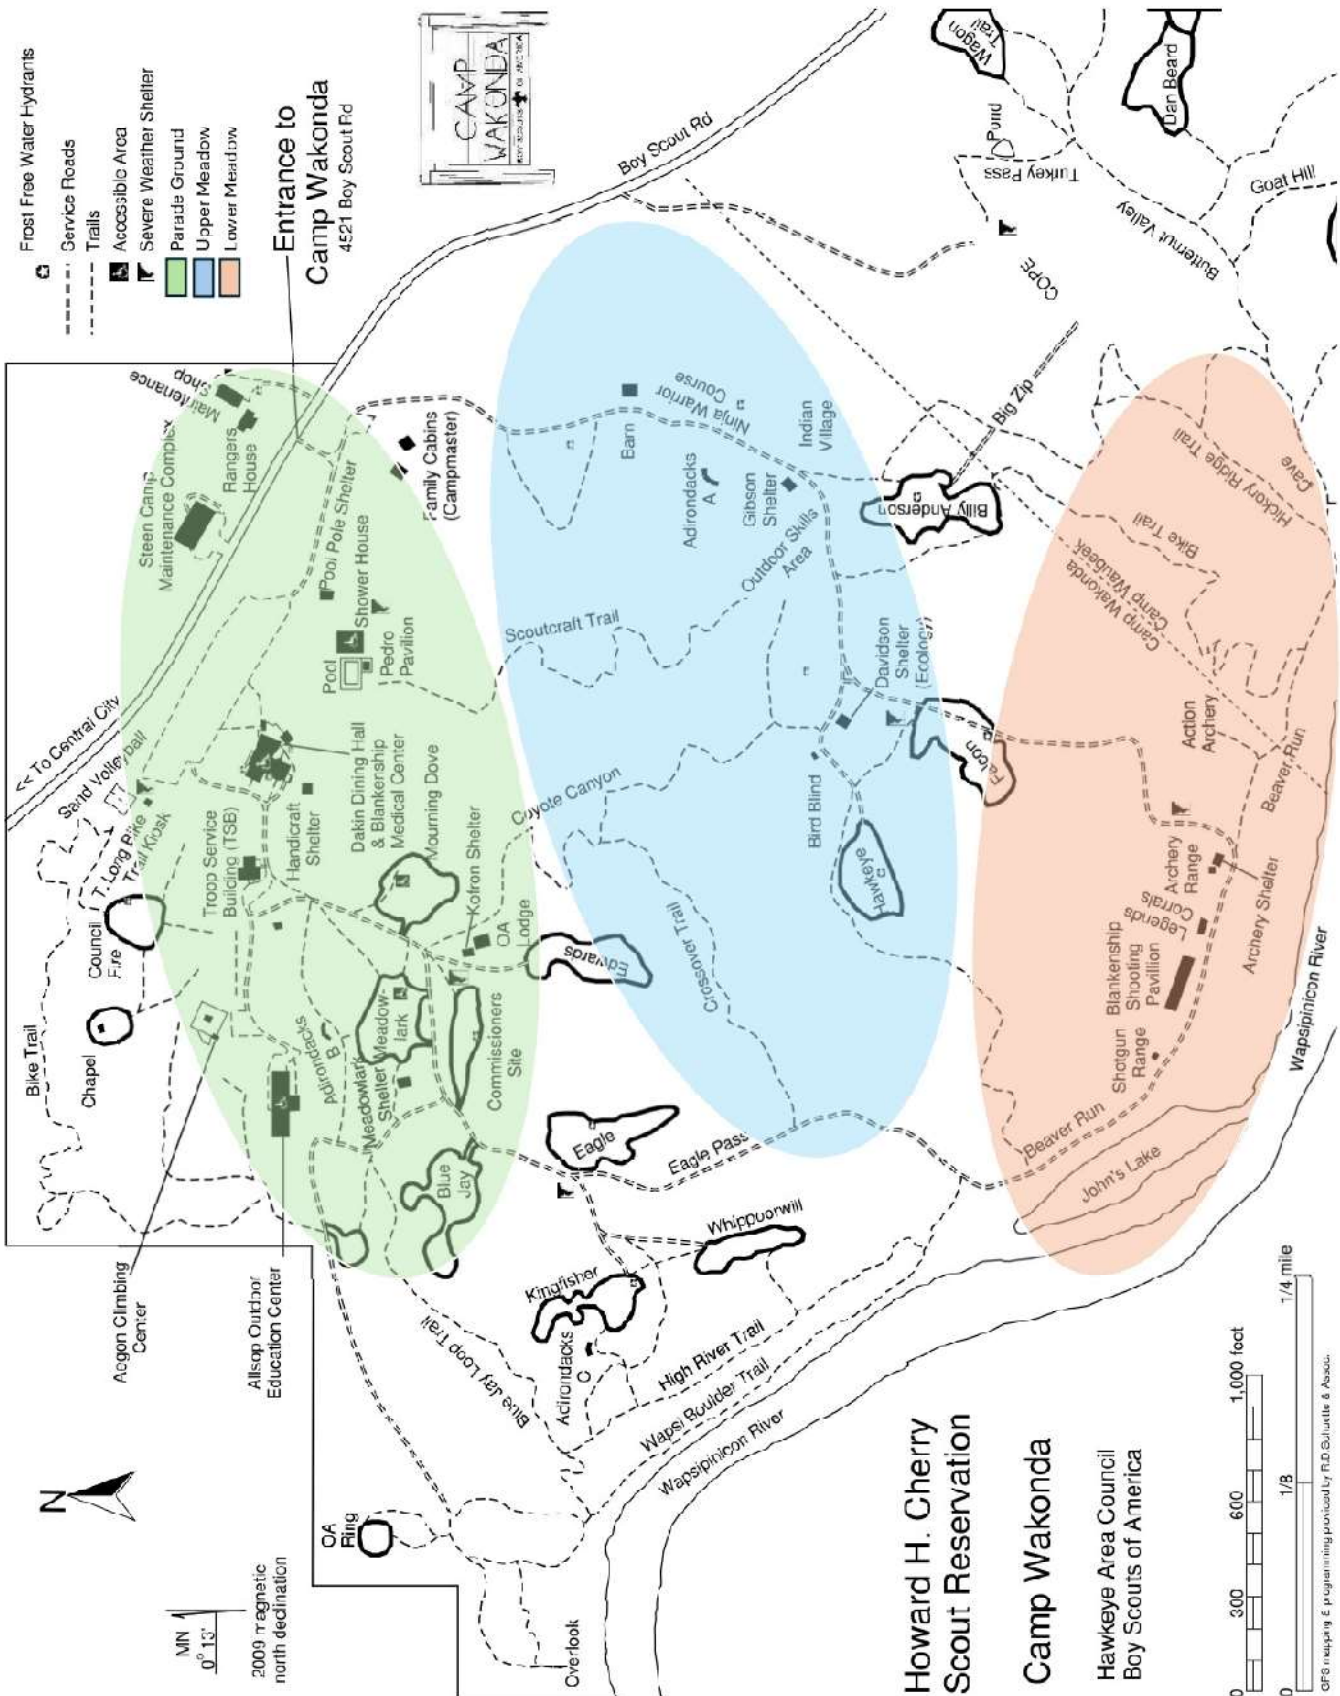 Frost Free Water Hydrants
Service Roads
Trails
Accessible Area
Severe Weather Shelter
Parade Ground
Upper Meadow
Lower Meadow
Entrance to
Camp Wakonda
4521 Boy Scout Rd
CAMP
WAKONDA
BOY SCOUTS OF AMERICA
Boy Scout Rd
<< To Central City
N
MN
0° 13'
2009 magnetic
north declination
Bike Trail
Chapel
Council
Fire
T. Long Bike
Trail Kiosk
Sand Volleyball
Steen Camp
Maintenance Complex
Maintenance
Shop
Rangers
House
Pool Pole Shelter
Shower House
Pool
Pedro
Pavilion
Family Cabins
(Campmaster)
Troop Service
Building (TSB)
Handicraft
Shelter
Dakin Dining Hall
& Blankership
Medical Center
Mourning Dove
Kofron Shelter
OA
Lodge
Adirondacks
B
Meadowlark
Shelter
Meadow-
lark
Commissioners
Site
Blue
Jay
Aegon Climbing
Center
Allsop Outdoor
Education Center
OA
Ring
Overlook
Blue Jay Loop Trail
Adirondacks
C
Kingfisher
Whippoorwill
Eagle
Eagle Pass
High River Trail
Wapsi Boulder Trail
Wapsipinicon River
Edwards
Coyote Canyon
Crossover Trail
Scoutcraft Trail
Barn
Ninja Warrior
Course
Adirondacks
A
Gibson
Shelter
Indian
Village
Outdoor Skills
Area
Bird Blind
Davidson
Shelter
(Ecology)
Hawkeye
Falcon
Billy Anderson
Big Zip
COPE
Pond
Turkey Pass
Wagon
Trail
Dan Beard
Butternut Valley
Goat Hill
Cave
Hickory Ridge Trail
Bike Trail
Camp Wakonda
Camp Waubeek
Action
Archery
Beaver Run
Archery
Range
Archery Shelter
Legends
Corrals
Blankership
Shooting
Pavillion
Shotgun
Range
Beaver Run
John's Lake
Wapsipinicon River
Howard H. Cherry
Scout Reservation
Camp Wakonda
Hawkeye Area Council
Boy Scouts of America
0 300 600 1,000 feet
0 1/8 1/4 mile